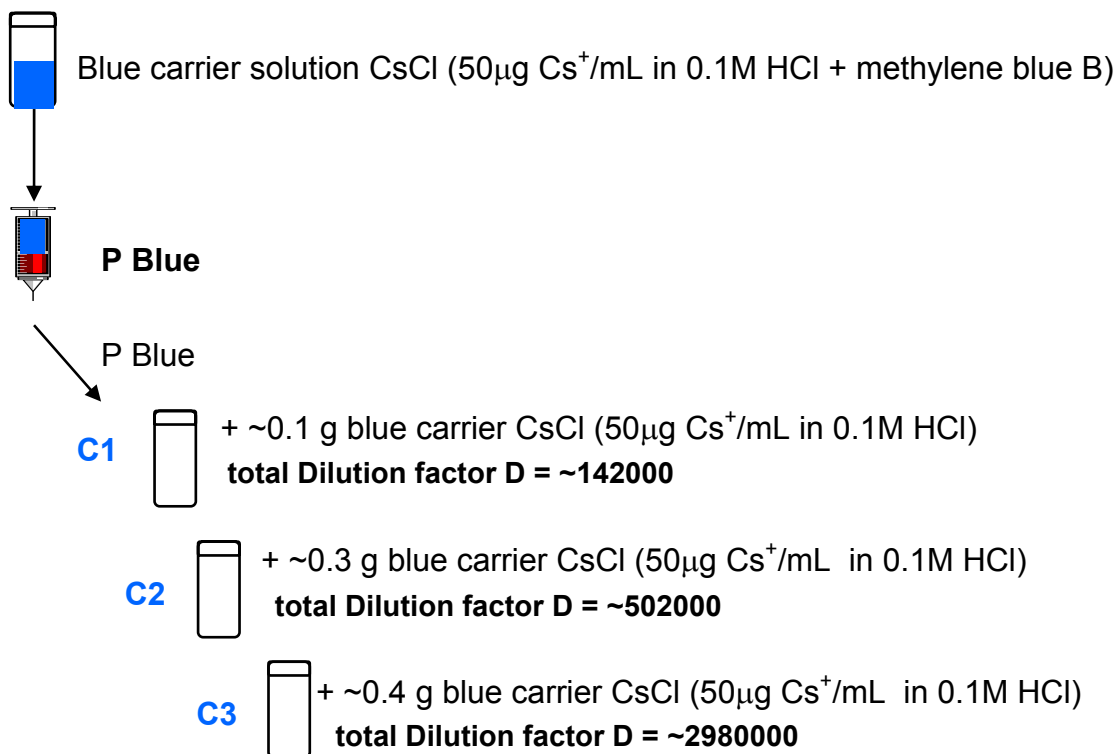 Blue carrier solution CsCl (50μg Cs⁺/mL in 0.1M HCl + methylene blue B)
P Blue
P Blue
C1 + ~0.1 g blue carrier CsCl (50μg Cs⁺/mL in 0.1M HCl)
total Dilution factor D = ~142000
C2 + ~0.3 g blue carrier CsCl (50μg Cs⁺/mL in 0.1M HCl)
total Dilution factor D = ~502000
C3 + ~0.4 g blue carrier CsCl (50μg Cs⁺/mL in 0.1M HCl)
total Dilution factor D = ~2980000